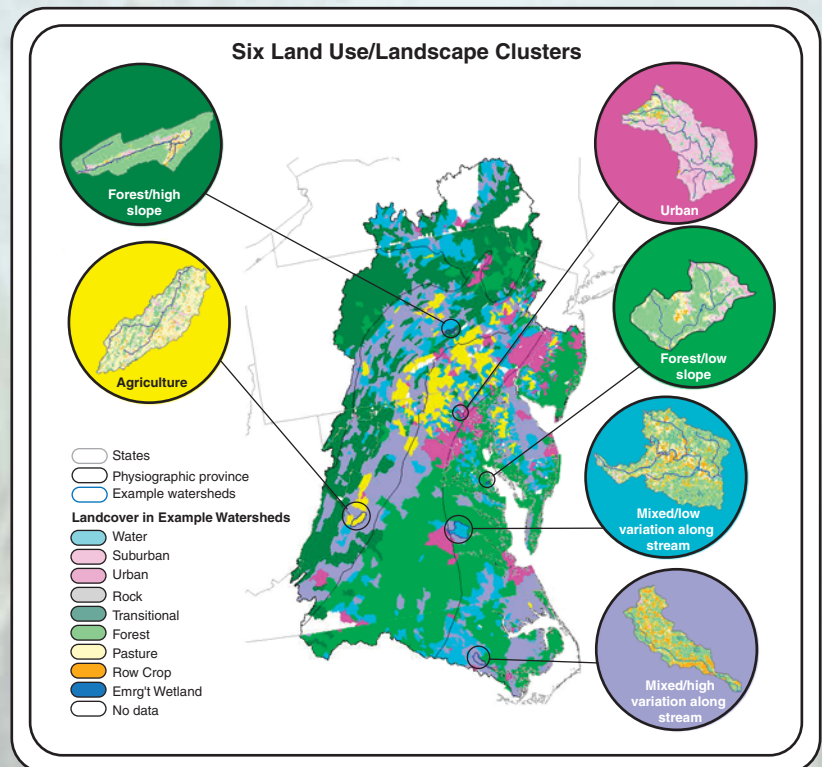 Six Land Use/Landscape Clusters
Forest/high
slope
Urban
Agriculture
Forest/low
slope
Mixed/low
variation along
stream
Mixed/high
variation along
stream
States
Physiographic province
Example watersheds
Landcover in Example Watersheds
Water
Suburban
Urban
Rock
Transitional
Forest
Pasture
Row Crop
Emrg't Wetland
No data